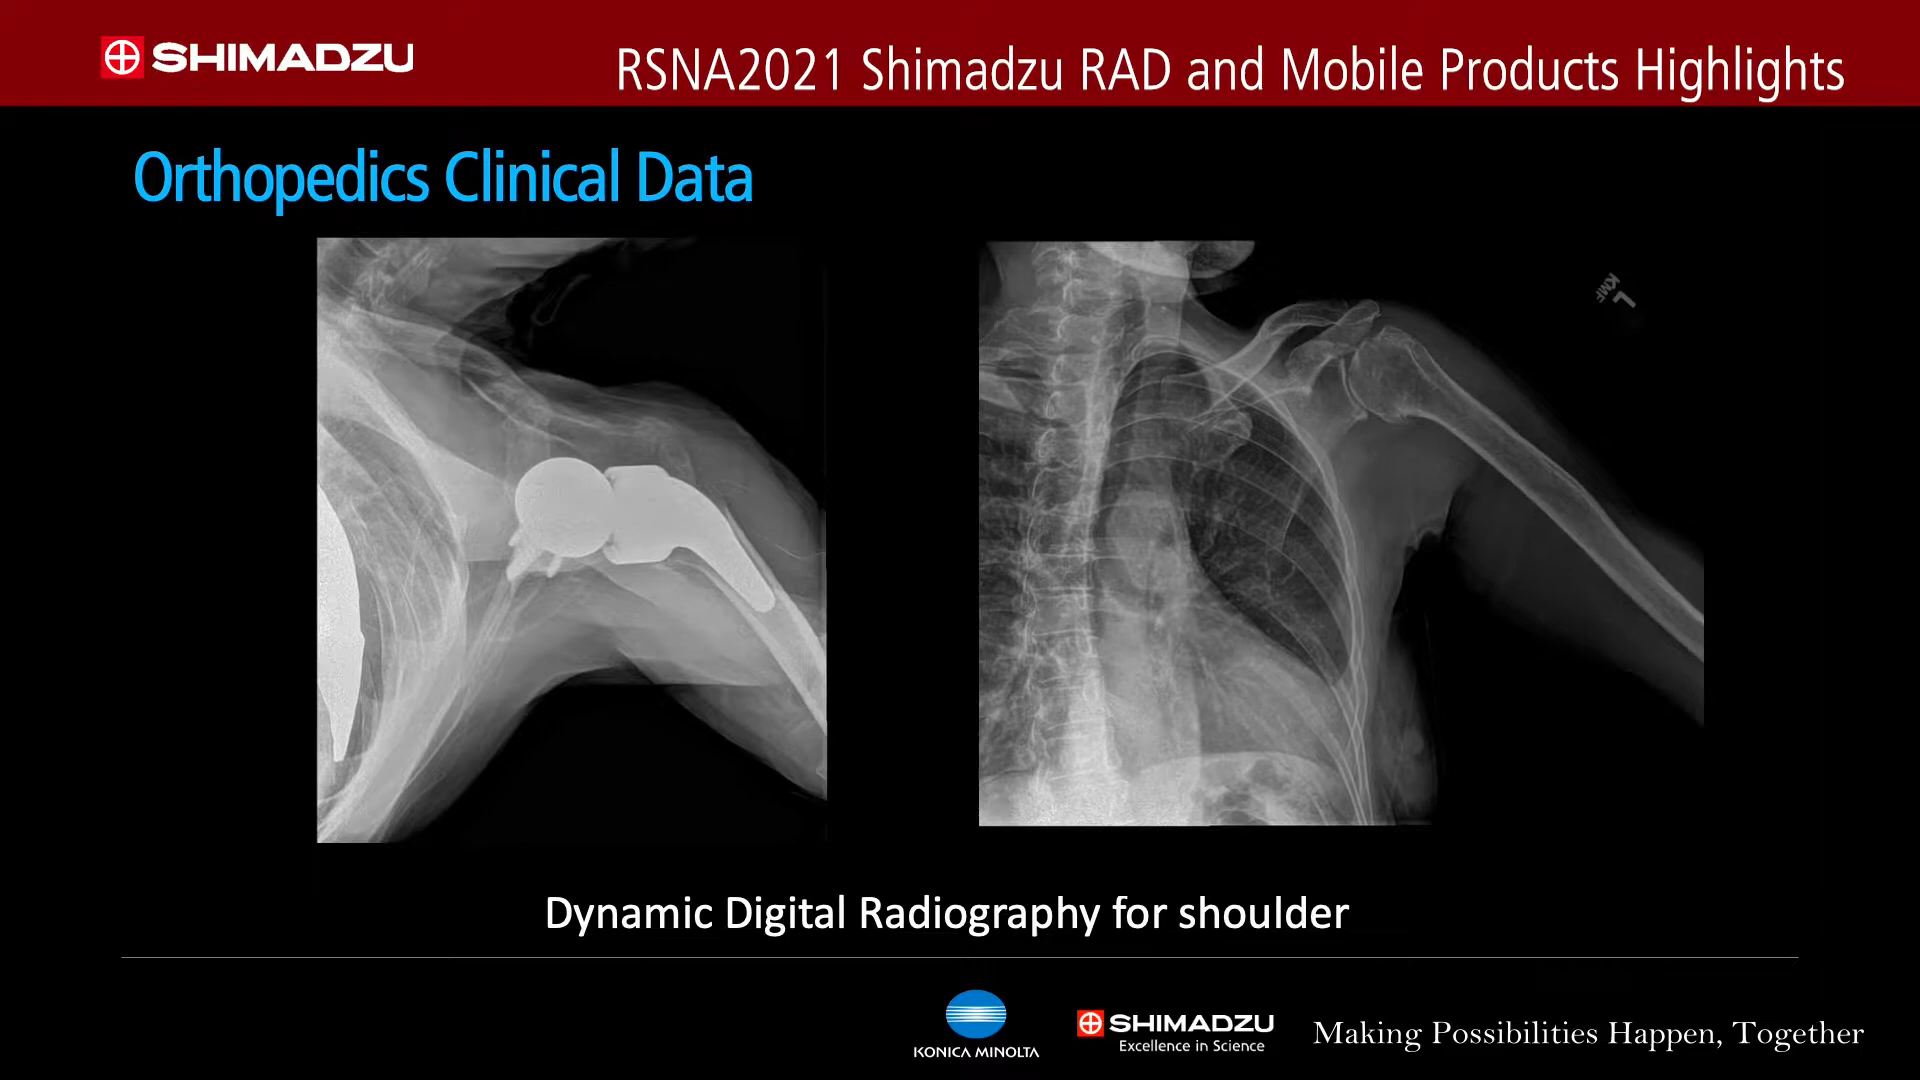 SHIMADZU
RSNA2021 Shimadzu RAD and Mobile Products Highlights
Orthopedics Clinical Data
L
KMF
Dynamic Digital Radiography for shoulder
KONICA MINOLTA
SHIMADZU
Excellence in Science
Making Possibilities Happen, Together